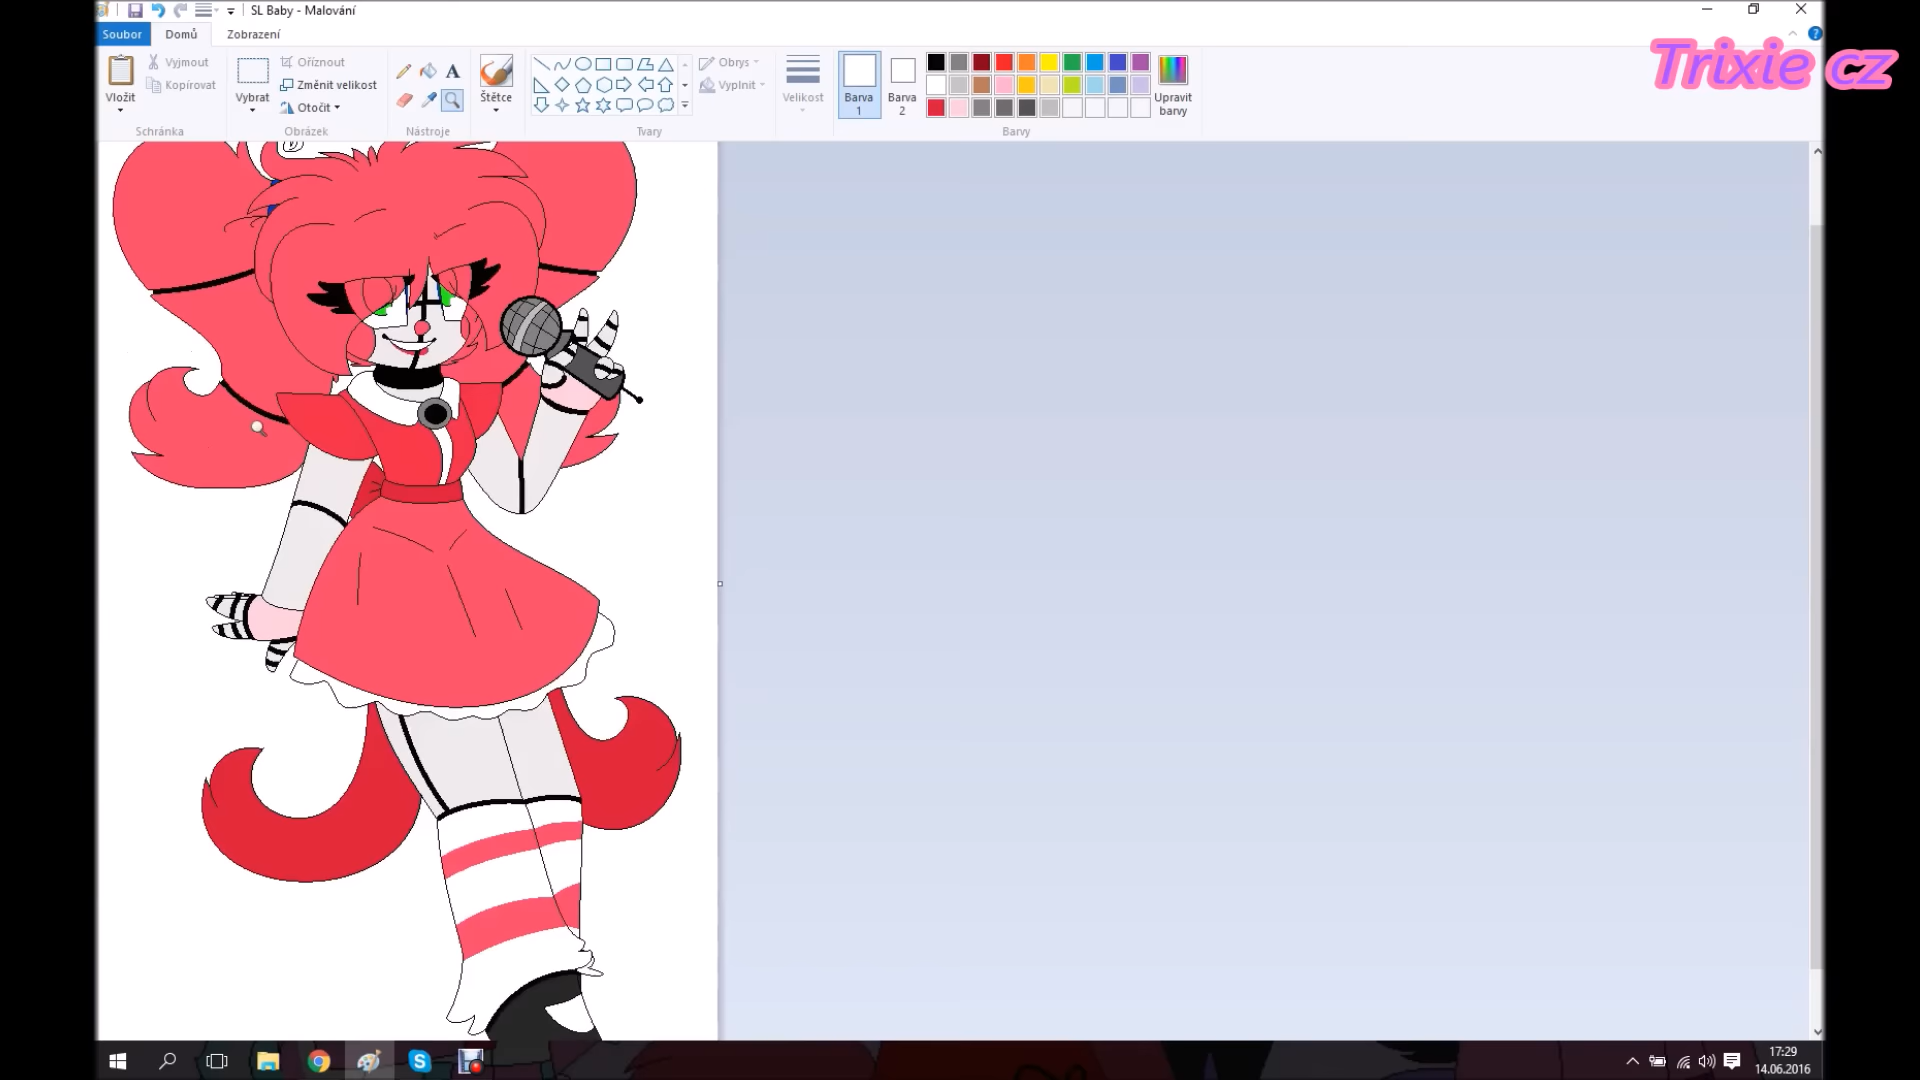 SL Baby - Malování
Soubor
Domů
Zobrazení
Trixie cz
Vložit
Vyjmout
Kopírovat
Schránka
Vybrat
Oříznout
Změnit velikost
Otočit
Obrázek
A
Nástroje
Štětce
Obrys
Vyplnit
Tvary
Velikost
Barva 1
Barva 2
Upravit barvy
Barvy
17:29
14.06.2016